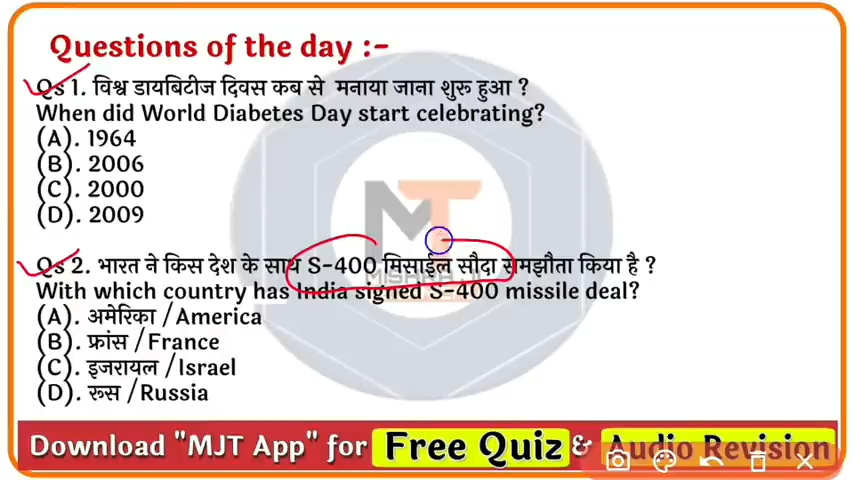 Questions of the day :-
Qs 1. विश्व डायबिटीज दिवस कब से मनाया जाना शुरू हुआ ?
When did World Diabetes Day start celebrating?
(A). 1964
(B). 2006
(C). 2000
(D). 2009
Qs 2. भारत ने किस देश के साथ S-400 मिसाईल सौदा समझौता किया है ?
With which country has India signed S-400 missile deal?
(A). अमेरिका /America
(B). फ्रांस /France
(C). इजरायल /Israel
(D). रूस /Russia
Download "MJT App" for Free Quiz & Audio Revision